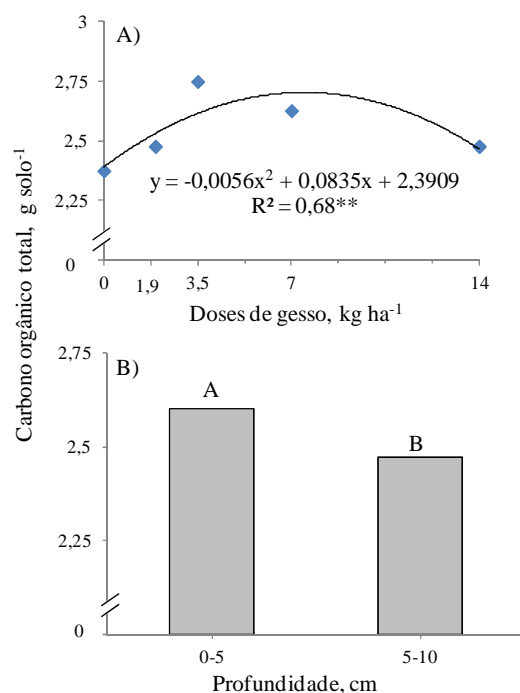 Carbono orgânico total, g solo⁻¹
A)
3
2,75
2,5
2,25
0
y = -0,0056x² + 0,0835x + 2,3909
R² = 0,68**
0 1,9 3,5 7 14
Doses de gesso, kg ha⁻¹
B)
2,75
2,5
2,25
0
A
B
0-5 5-10
Profundidade, cm